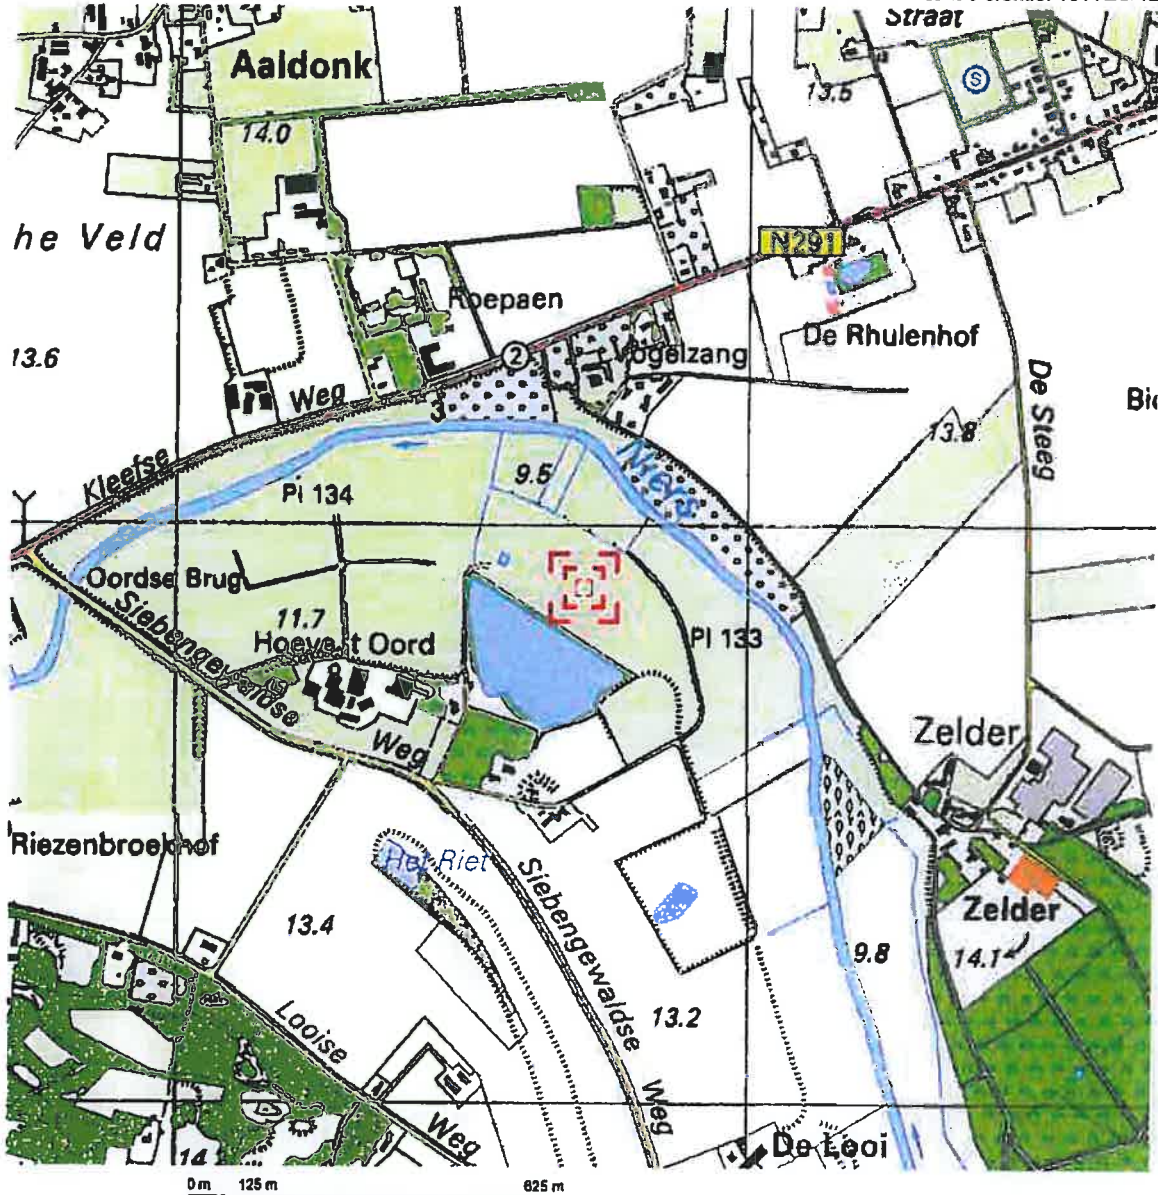 Straat
Aaldonk
S
13.5
14.0
he Veld
N291
Roepaen
De Rhulenhof
13.6
2
Vogelzang
Weg
3
De Steeg
13.8
Kleefse
9.5
Niers
Pl 134
Oordse Brug
11.7
Siebengewaldse
Weg
Hoeve 't Oord
Pl 133
Zelder
Riezenbroekhof
Het Riet
Siebengewaldse
Weg
Zelder
13.4
9.8
14.1
13.2
Looise
Weg
De Looi
14
0 m 125 m 625 m